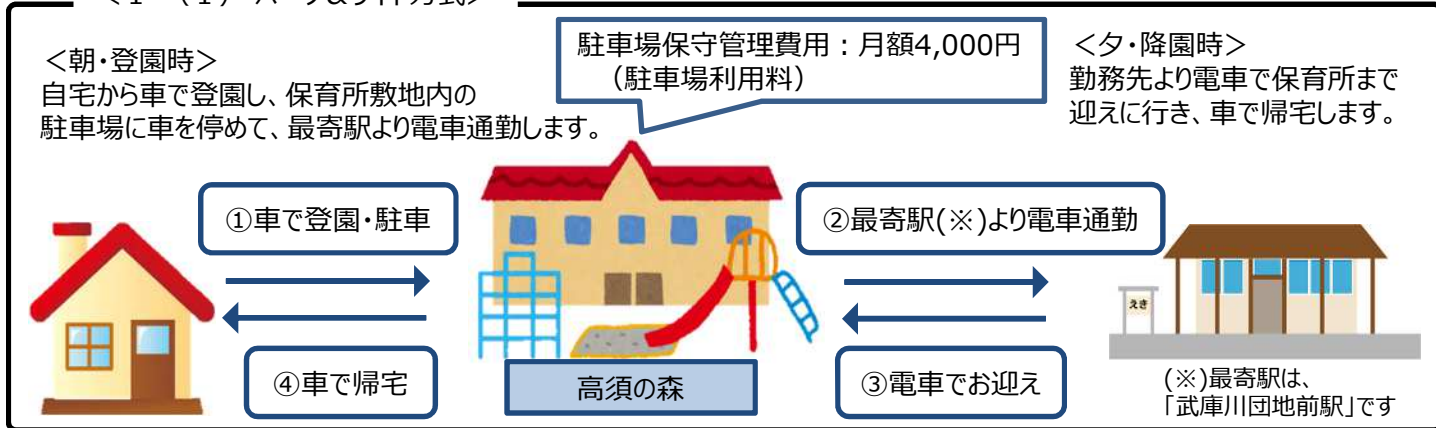 ＜朝・登園時＞
自宅から車で登園し、保育所敷地内の
駐車場に車を停めて、最寄駅より電車通勤します。
駐車場保守管理費用：月額4,000円
（駐車場利用料）
＜夕・降園時＞
勤務先より電車で保育所まで
迎えに行き、車で帰宅します。
①車で登園・駐車
②最寄駅(※)より電車通勤
えき
④車で帰宅
高須の森
③電車でお迎え
(※)最寄駅は、
「武庫川団地前駅」です